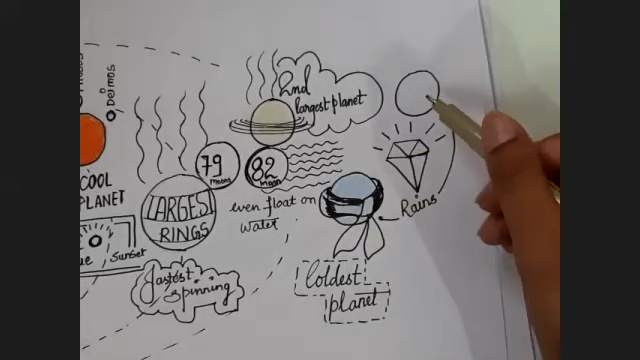 Deimos
COOL
PLANET
Sunset
79
moons
LARGEST
RINGS
fastest
spinning
2nd
largest planet
82
moon
even float on
water
Rains
Coldest
planet